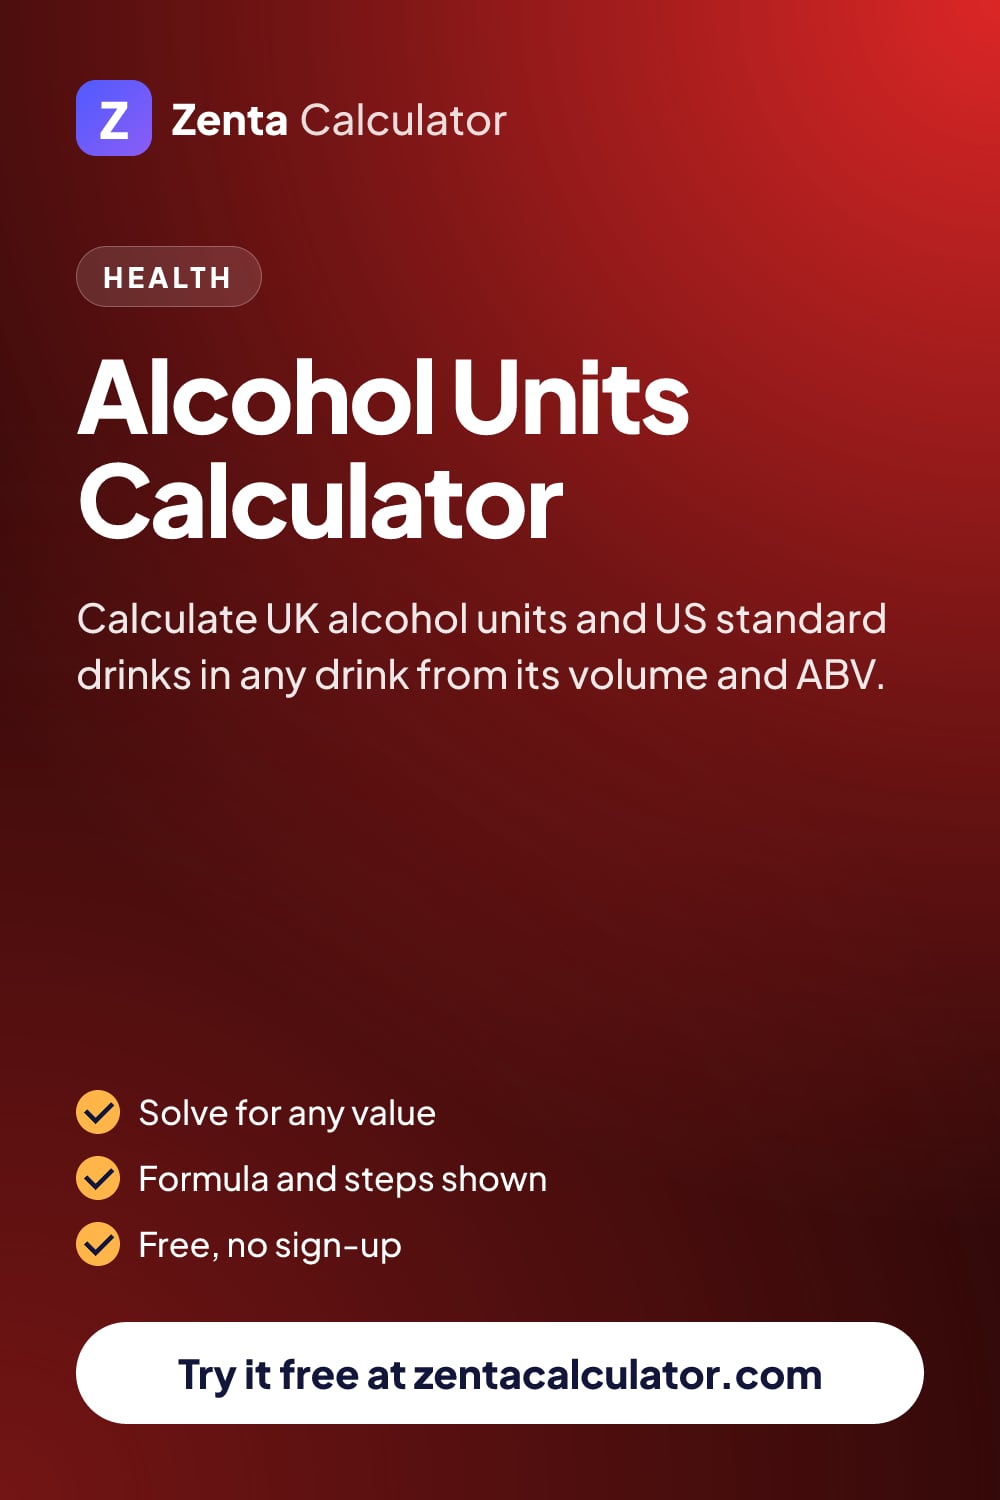 Z
Zenta Calculator
HEALTH
Alcohol Units
Calculator
Calculate UK alcohol units and US standard
drinks in any drink from its volume and ABV.
Solve for any value
Formula and steps shown
Free, no sign-up
Try it free at zentacalculator.com